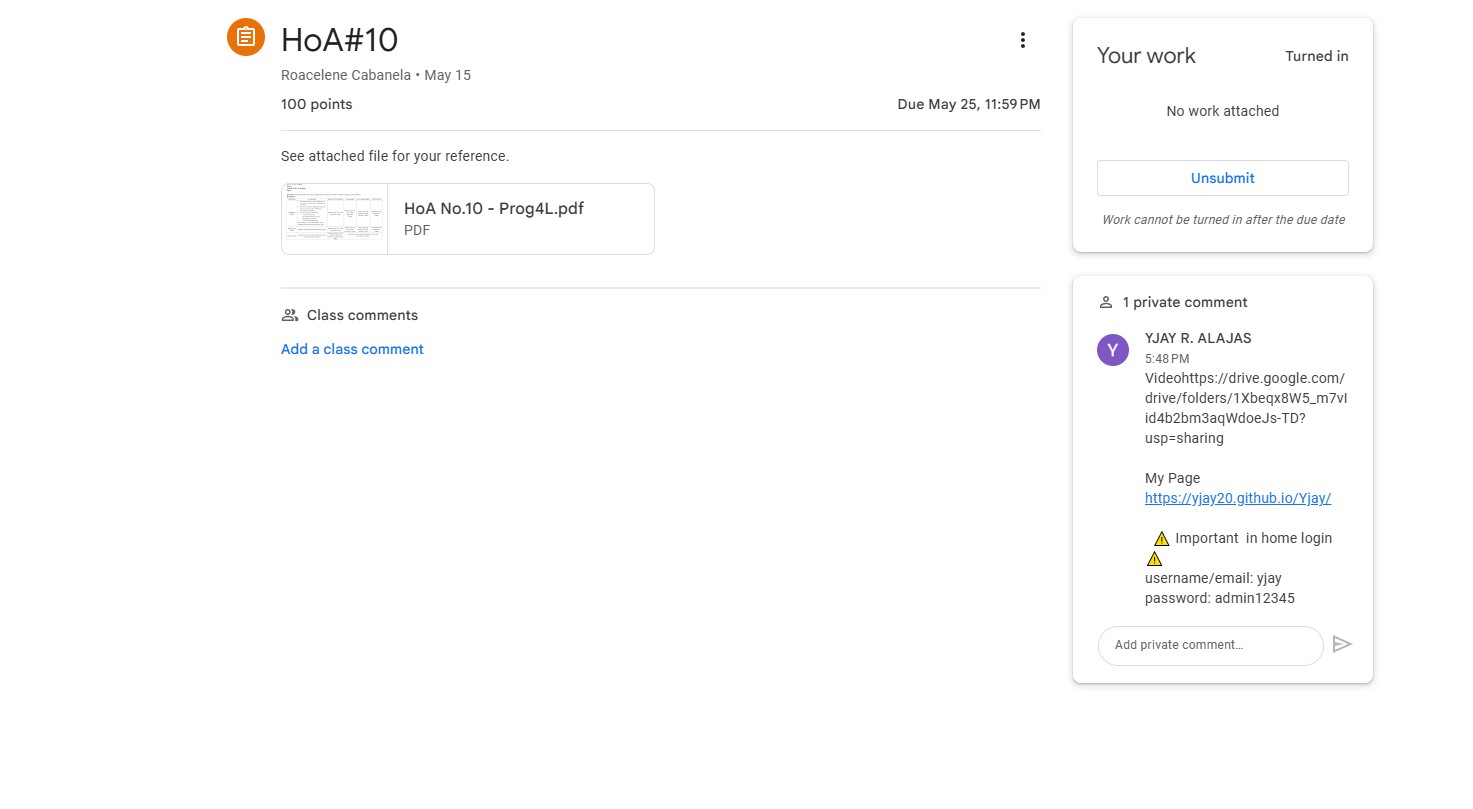 HoA#10
Roacelene Cabanela • May 15
100 points
Due May 25, 11:59 PM
See attached file for your reference.
HoA No.10 - Prog4L.pdf
PDF
Class comments
Add a class comment
Your work
Turned in
No work attached
Unsubmit
Work cannot be turned in after the due date
1 private comment
Y
YJAY R. ALAJAS
5:48 PM
Videohttps://drive.google.com/
drive/folders/1Xbeqx8W5_m7vI
id4b2bm3aqWdoeJs-TD?
usp=sharing
My Page
https://yjay20.github.io/Yjay/
⚠️ Important in home login
⚠️
username/email: yjay
password: admin12345
Add private comment…